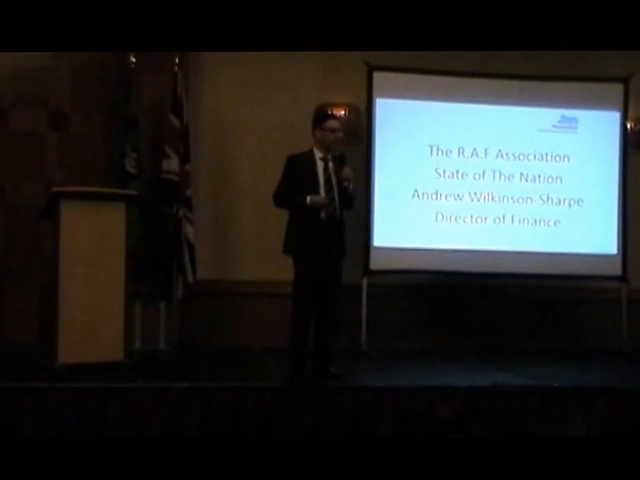 The R.A.F Association
State of The Nation
Andrew Wilkinson-Sharpe
Director of Finance